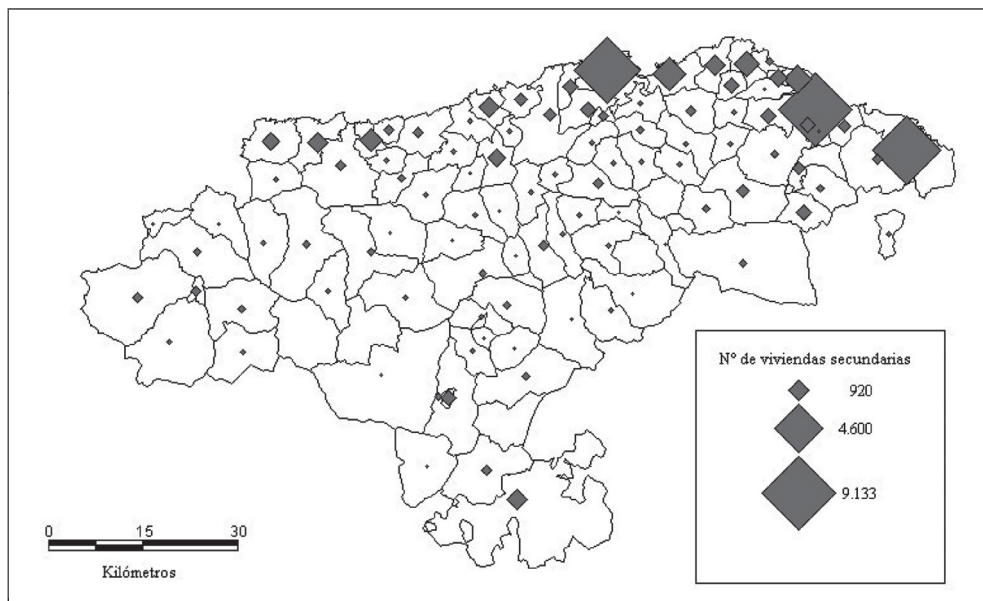 Nº de viviendas secundarias
920
4.600
9.133
0 15 30
Kilómetros